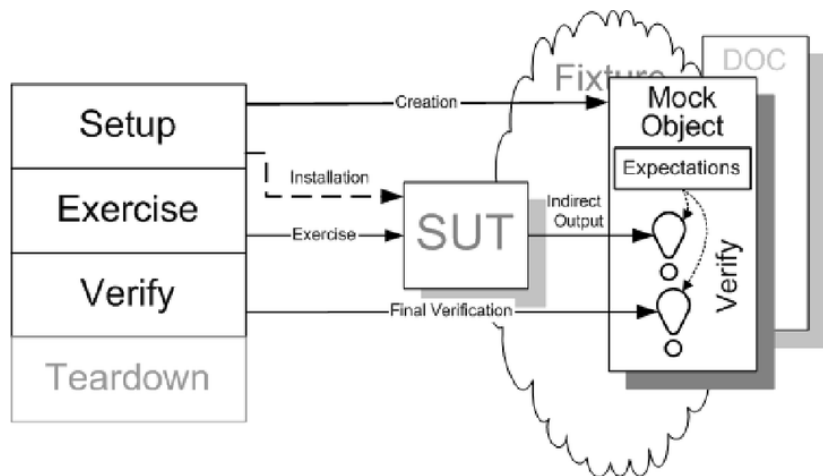 Setup
Exercise
Verify
Teardown
Creation
Installation
Exercise
Final Verification
SUT
Indirect
Output
Fixture
DOC
Mock
Object
Expectations
Verify